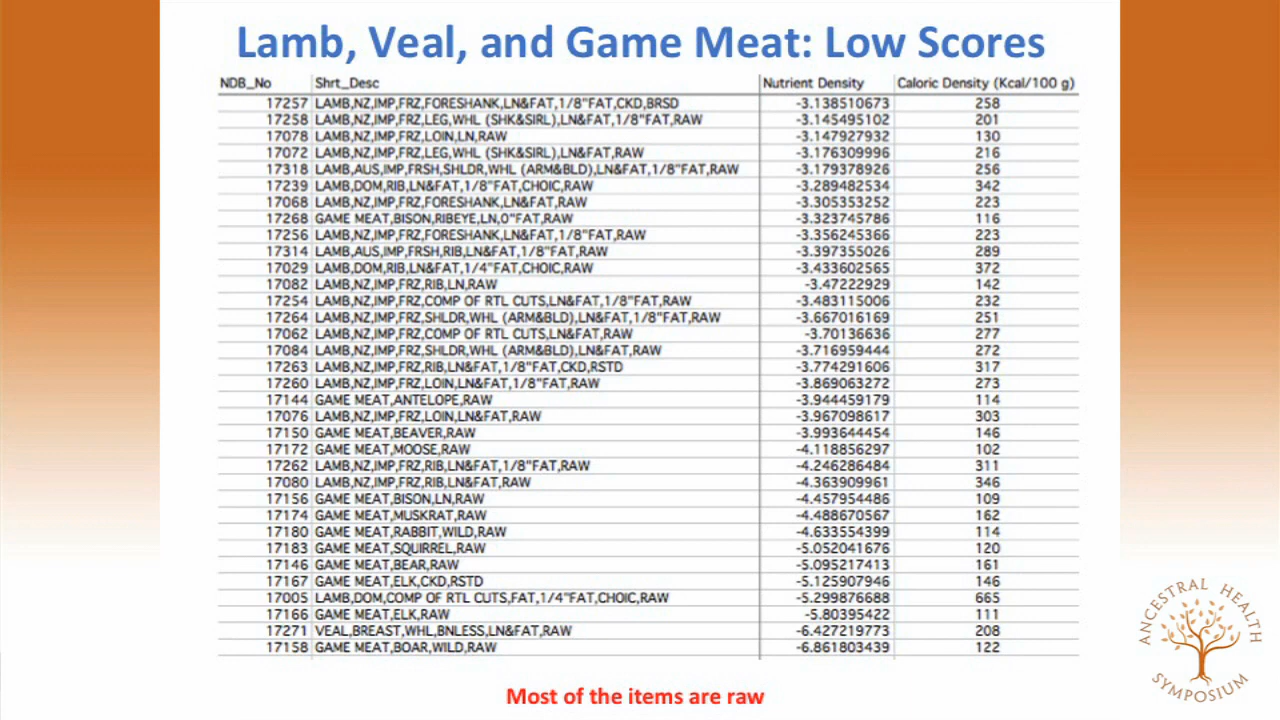 Lamb, Veal, and Game Meat: Low Scores
NDB_No Shrt_Desc Nutrient Density Caloric Density (Kcal/100 g)
17257 LAMB,NZ,IMP,FRZ,FORESHANK,LN&FAT,1/8"FAT,CKD,BRSD -3.138510673 258
17258 LAMB,NZ,IMP,FRZ,LEG,WHL (SHK&SIRL),LN&FAT,1/8"FAT,RAW -3.145495102 201
17078 LAMB,NZ,IMP,FRZ,LOIN,LN,RAW -3.147927932 130
17072 LAMB,NZ,IMP,FRZ,LEG,WHL (SHK&SIRL),LN&FAT,RAW -3.176309996 216
17318 LAMB,AUS,IMP,FRSH,SHLDR,WHL (ARM&BLD),LN&FAT,1/8"FAT,RAW -3.179378926 256
17239 LAMB,DOM,RIB,LN&FAT,1/8"FAT,CHOIC,RAW -3.289482534 342
17068 LAMB,NZ,IMP,FRZ,FORESHANK,LN&FAT,RAW -3.305353252 223
17268 GAME MEAT,BISON,RIBEYE,LN,0"FAT,RAW -3.323745786 116
17256 LAMB,NZ,IMP,FRZ,FORESHANK,LN&FAT,1/8"FAT,RAW -3.356245366 223
17314 LAMB,AUS,IMP,FRSH,RIB,LN&FAT,1/8"FAT,RAW -3.397355026 289
17029 LAMB,DOM,RIB,LN&FAT,1/4"FAT,CHOIC,RAW -3.433602565 372
17082 LAMB,NZ,IMP,FRZ,RIB,LN,RAW -3.47222929 142
17254 LAMB,NZ,IMP,FRZ,COMP OF RTL CUTS,LN&FAT,1/8"FAT,RAW -3.483115006 232
17264 LAMB,NZ,IMP,FRZ,SHLDR,WHL (ARM&BLD),LN&FAT,1/8"FAT,RAW -3.667016169 251
17062 LAMB,NZ,IMP,FRZ,COMP OF RTL CUTS,LN&FAT,RAW -3.70136636 277
17084 LAMB,NZ,IMP,FRZ,SHLDR,WHL (ARM&BLD),LN&FAT,RAW -3.716959444 272
17263 LAMB,NZ,IMP,FRZ,RIB,LN&FAT,1/8"FAT,CKD,RSTD -3.774291606 317
17260 LAMB,NZ,IMP,FRZ,LOIN,LN&FAT,1/8"FAT,RAW -3.869063272 273
17144 GAME MEAT,ANTELOPE,RAW -3.944459179 114
17076 LAMB,NZ,IMP,FRZ,LOIN,LN&FAT,RAW -3.967098617 303
17150 GAME MEAT,BEAVER,RAW -3.993644454 146
17172 GAME MEAT,MOOSE,RAW -4.118856297 102
17262 LAMB,NZ,IMP,FRZ,RIB,LN&FAT,1/8"FAT,RAW -4.246286484 311
17080 LAMB,NZ,IMP,FRZ,RIB,LN&FAT,RAW -4.363909961 346
17156 GAME MEAT,BISON,LN,RAW -4.457954486 109
17174 GAME MEAT,MUSKRAT,RAW -4.488670567 162
17180 GAME MEAT,RABBIT,WILD,RAW -4.633554399 114
17183 GAME MEAT,SQUIRREL,RAW -5.052041676 120
17146 GAME MEAT,BEAR,RAW -5.095217413 161
17167 GAME MEAT,ELK,CKD,RSTD -5.125907946 146
17005 LAMB,DOM,COMP OF RTL CUTS,FAT,1/4"FAT,CHOIC,RAW -5.299876688 665
17166 GAME MEAT,ELK,RAW -5.80395422 111
17271 VEAL,BREAST,WHL,BNLESS,LN&FAT,RAW -6.427219773 208
17158 GAME MEAT,BOAR,WILD,RAW -6.861803439 122
Most of the items are raw
ANCESTRAL HEALTH
SYMPOSIUM